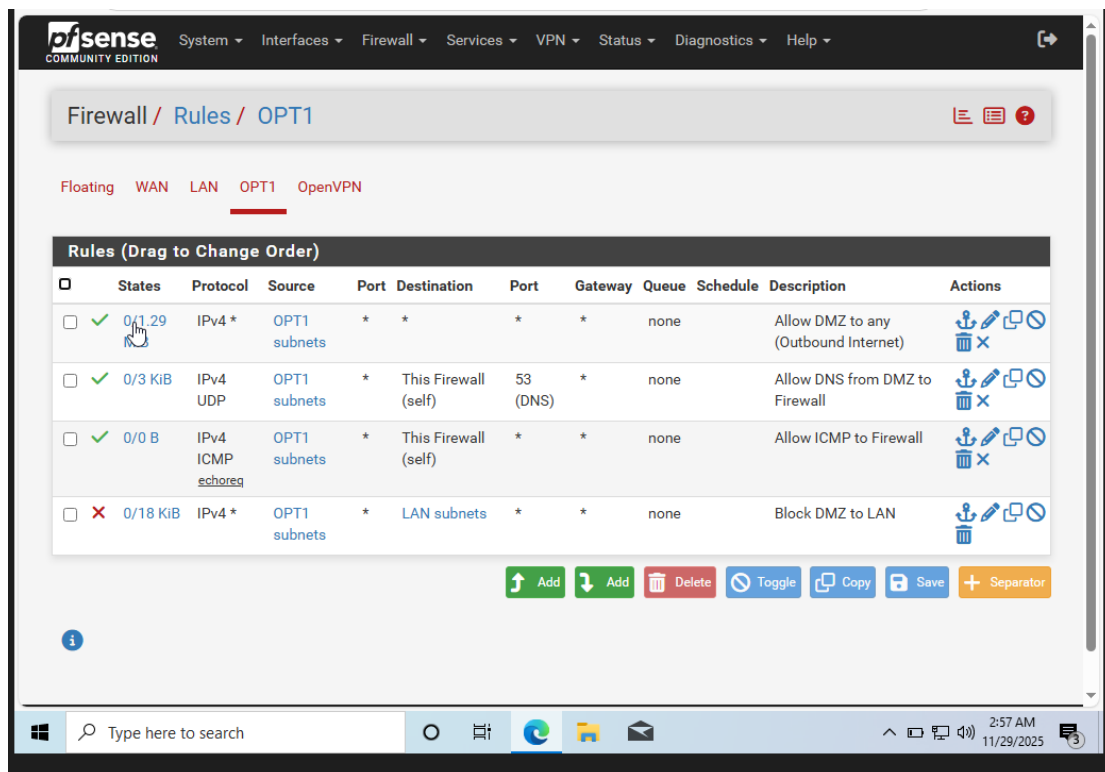 pfsense System Interfaces Firewall Services VPN Status Diagnostics Help
COMMUNITY EDITION
Firewall / Rules / OPT1
Floating WAN LAN OPT1 OpenVPN
Rules (Drag to Change Order)
States Protocol Source Port Destination Port Gateway Queue Schedule Description Actions
0/1.29 IPv4 * OPT1 * * * * none Allow DMZ to any
subnets (Outbound Internet)
0/3 KiB IPv4 OPT1 * This Firewall 53 * none Allow DNS from DMZ to
UDP subnets (self) (DNS) Firewall
0/0 B IPv4 OPT1 * This Firewall * * none Allow ICMP to Firewall
ICMP subnets (self)
echoreq
0/18 KiB IPv4 * OPT1 * LAN subnets * * none Block DMZ to LAN
subnets
Add Add Delete Toggle Copy Save Separator
Type here to search
2:57 AM
11/29/2025
3